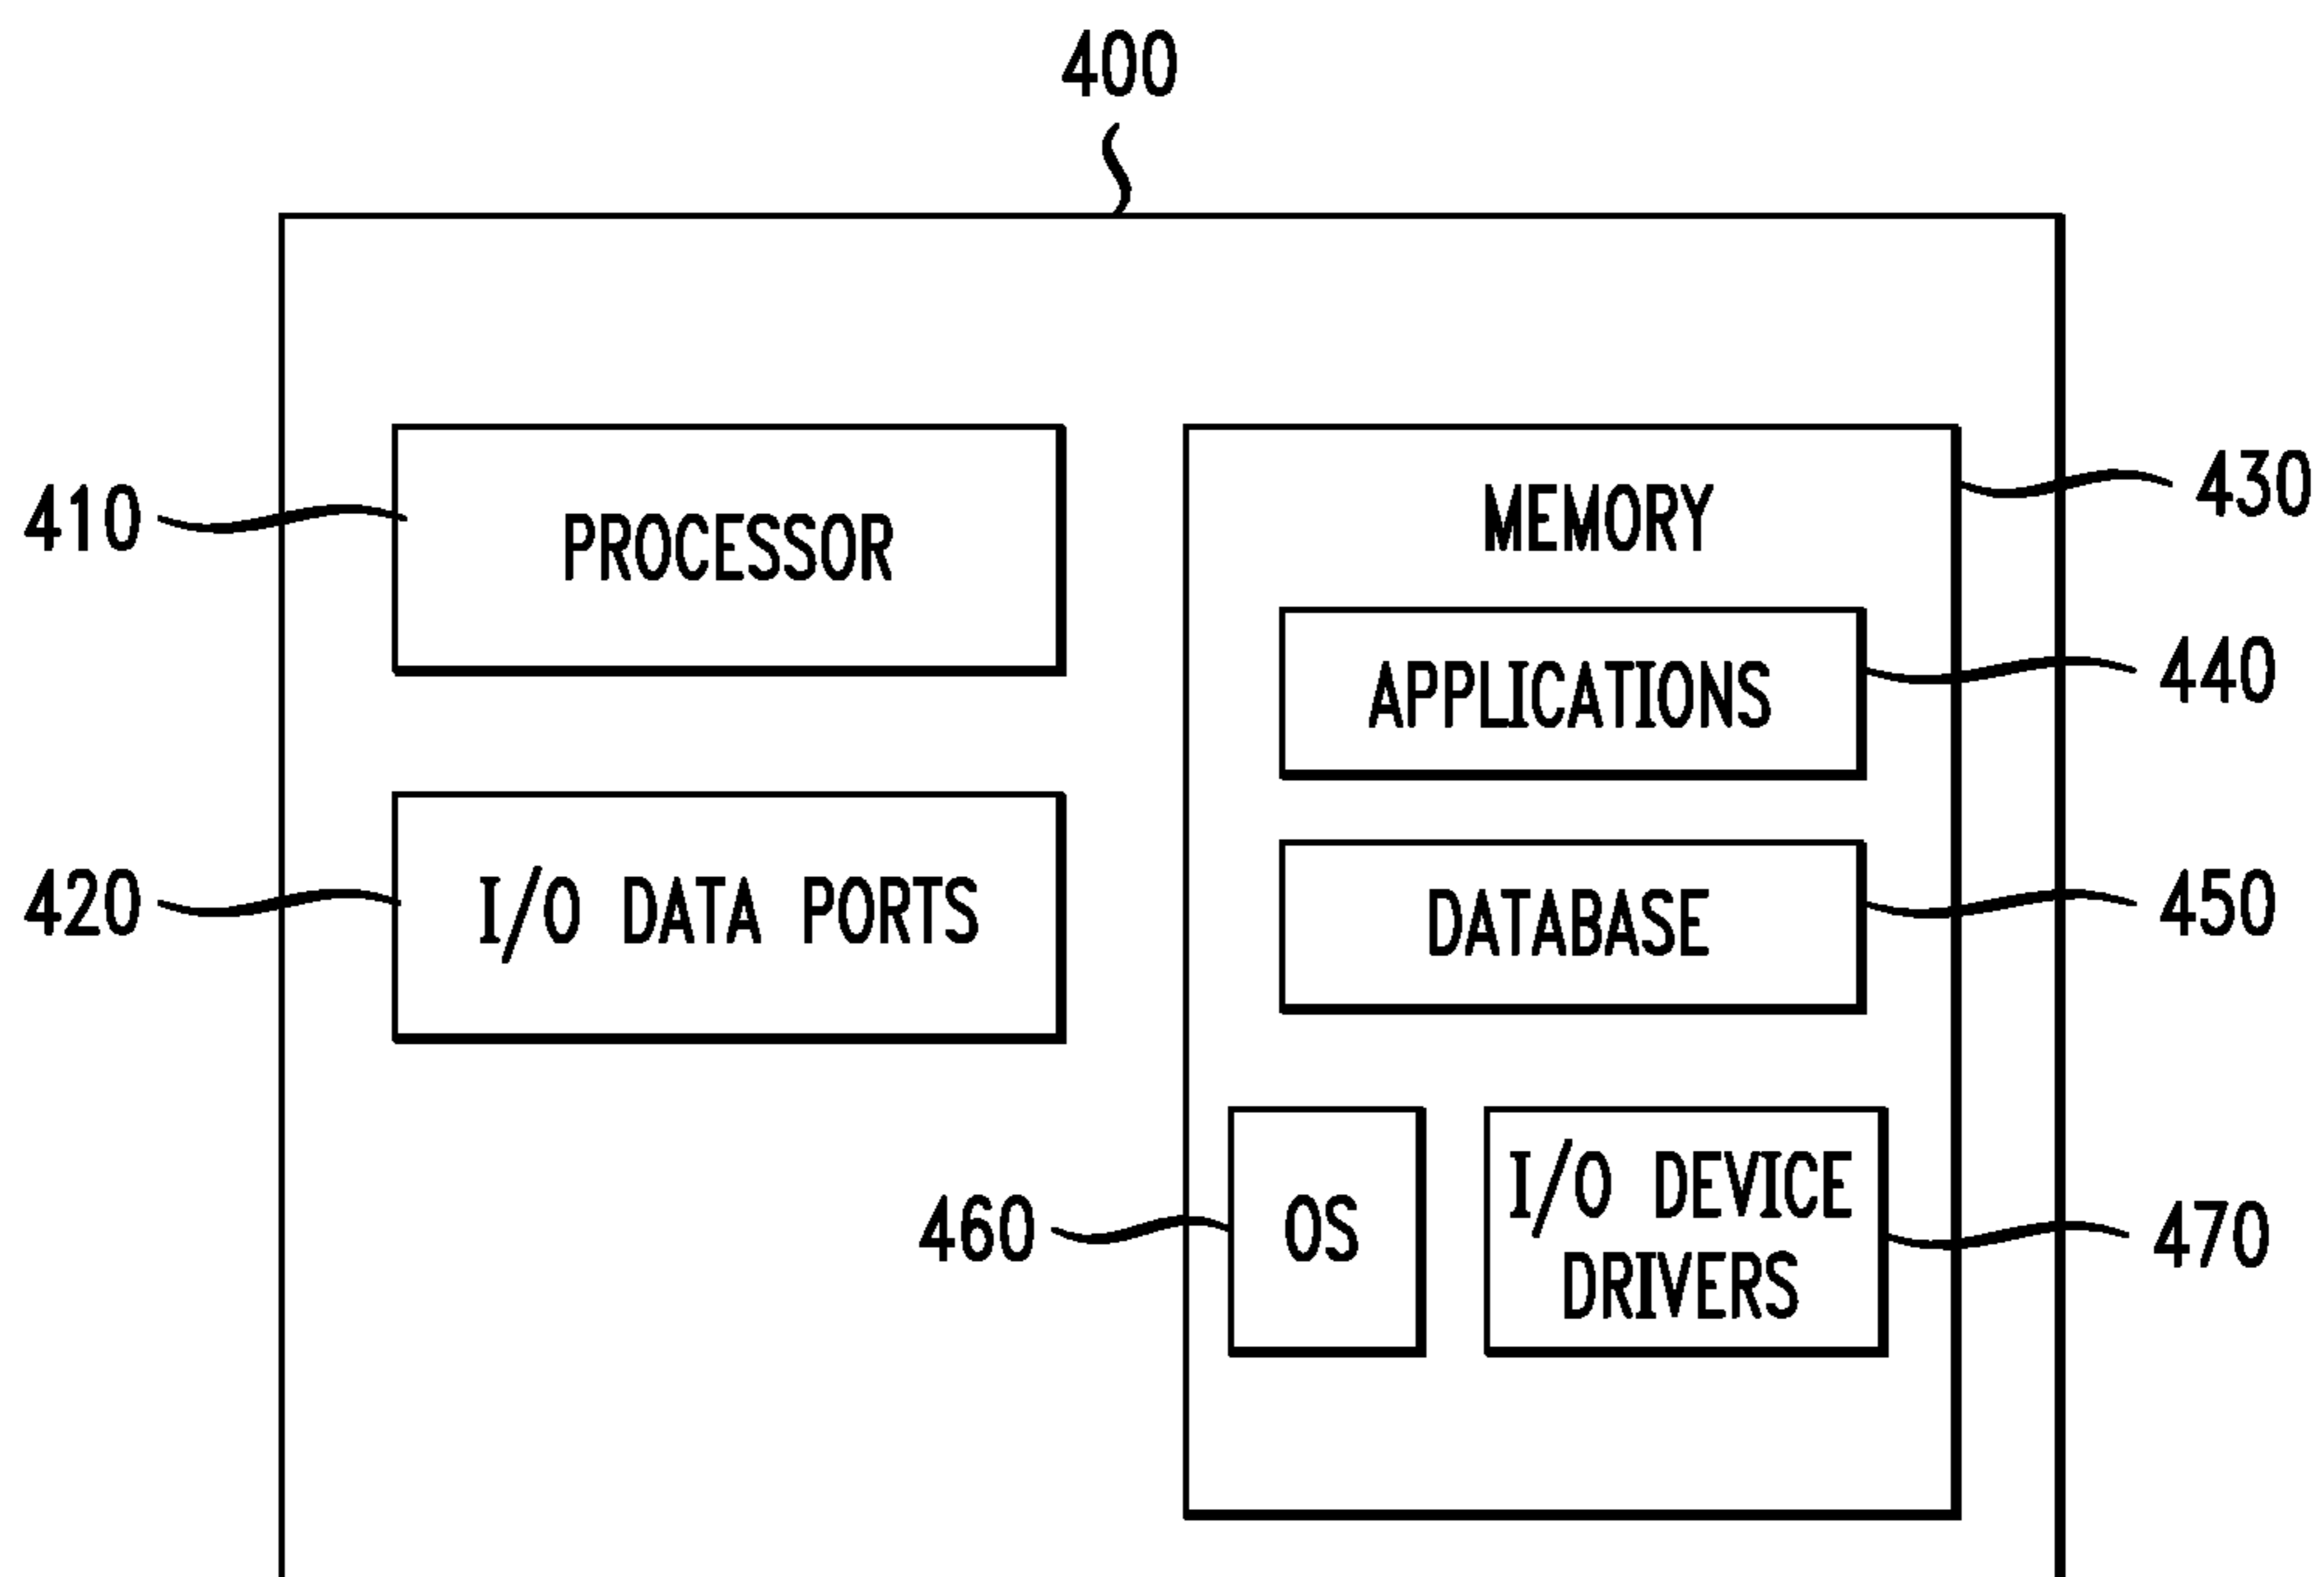 400
410
PROCESSOR
MEMORY
430
APPLICATIONS
440
420
I/O DATA PORTS
DATABASE
450
460
OS
I/O DEVICE
DRIVERS
470